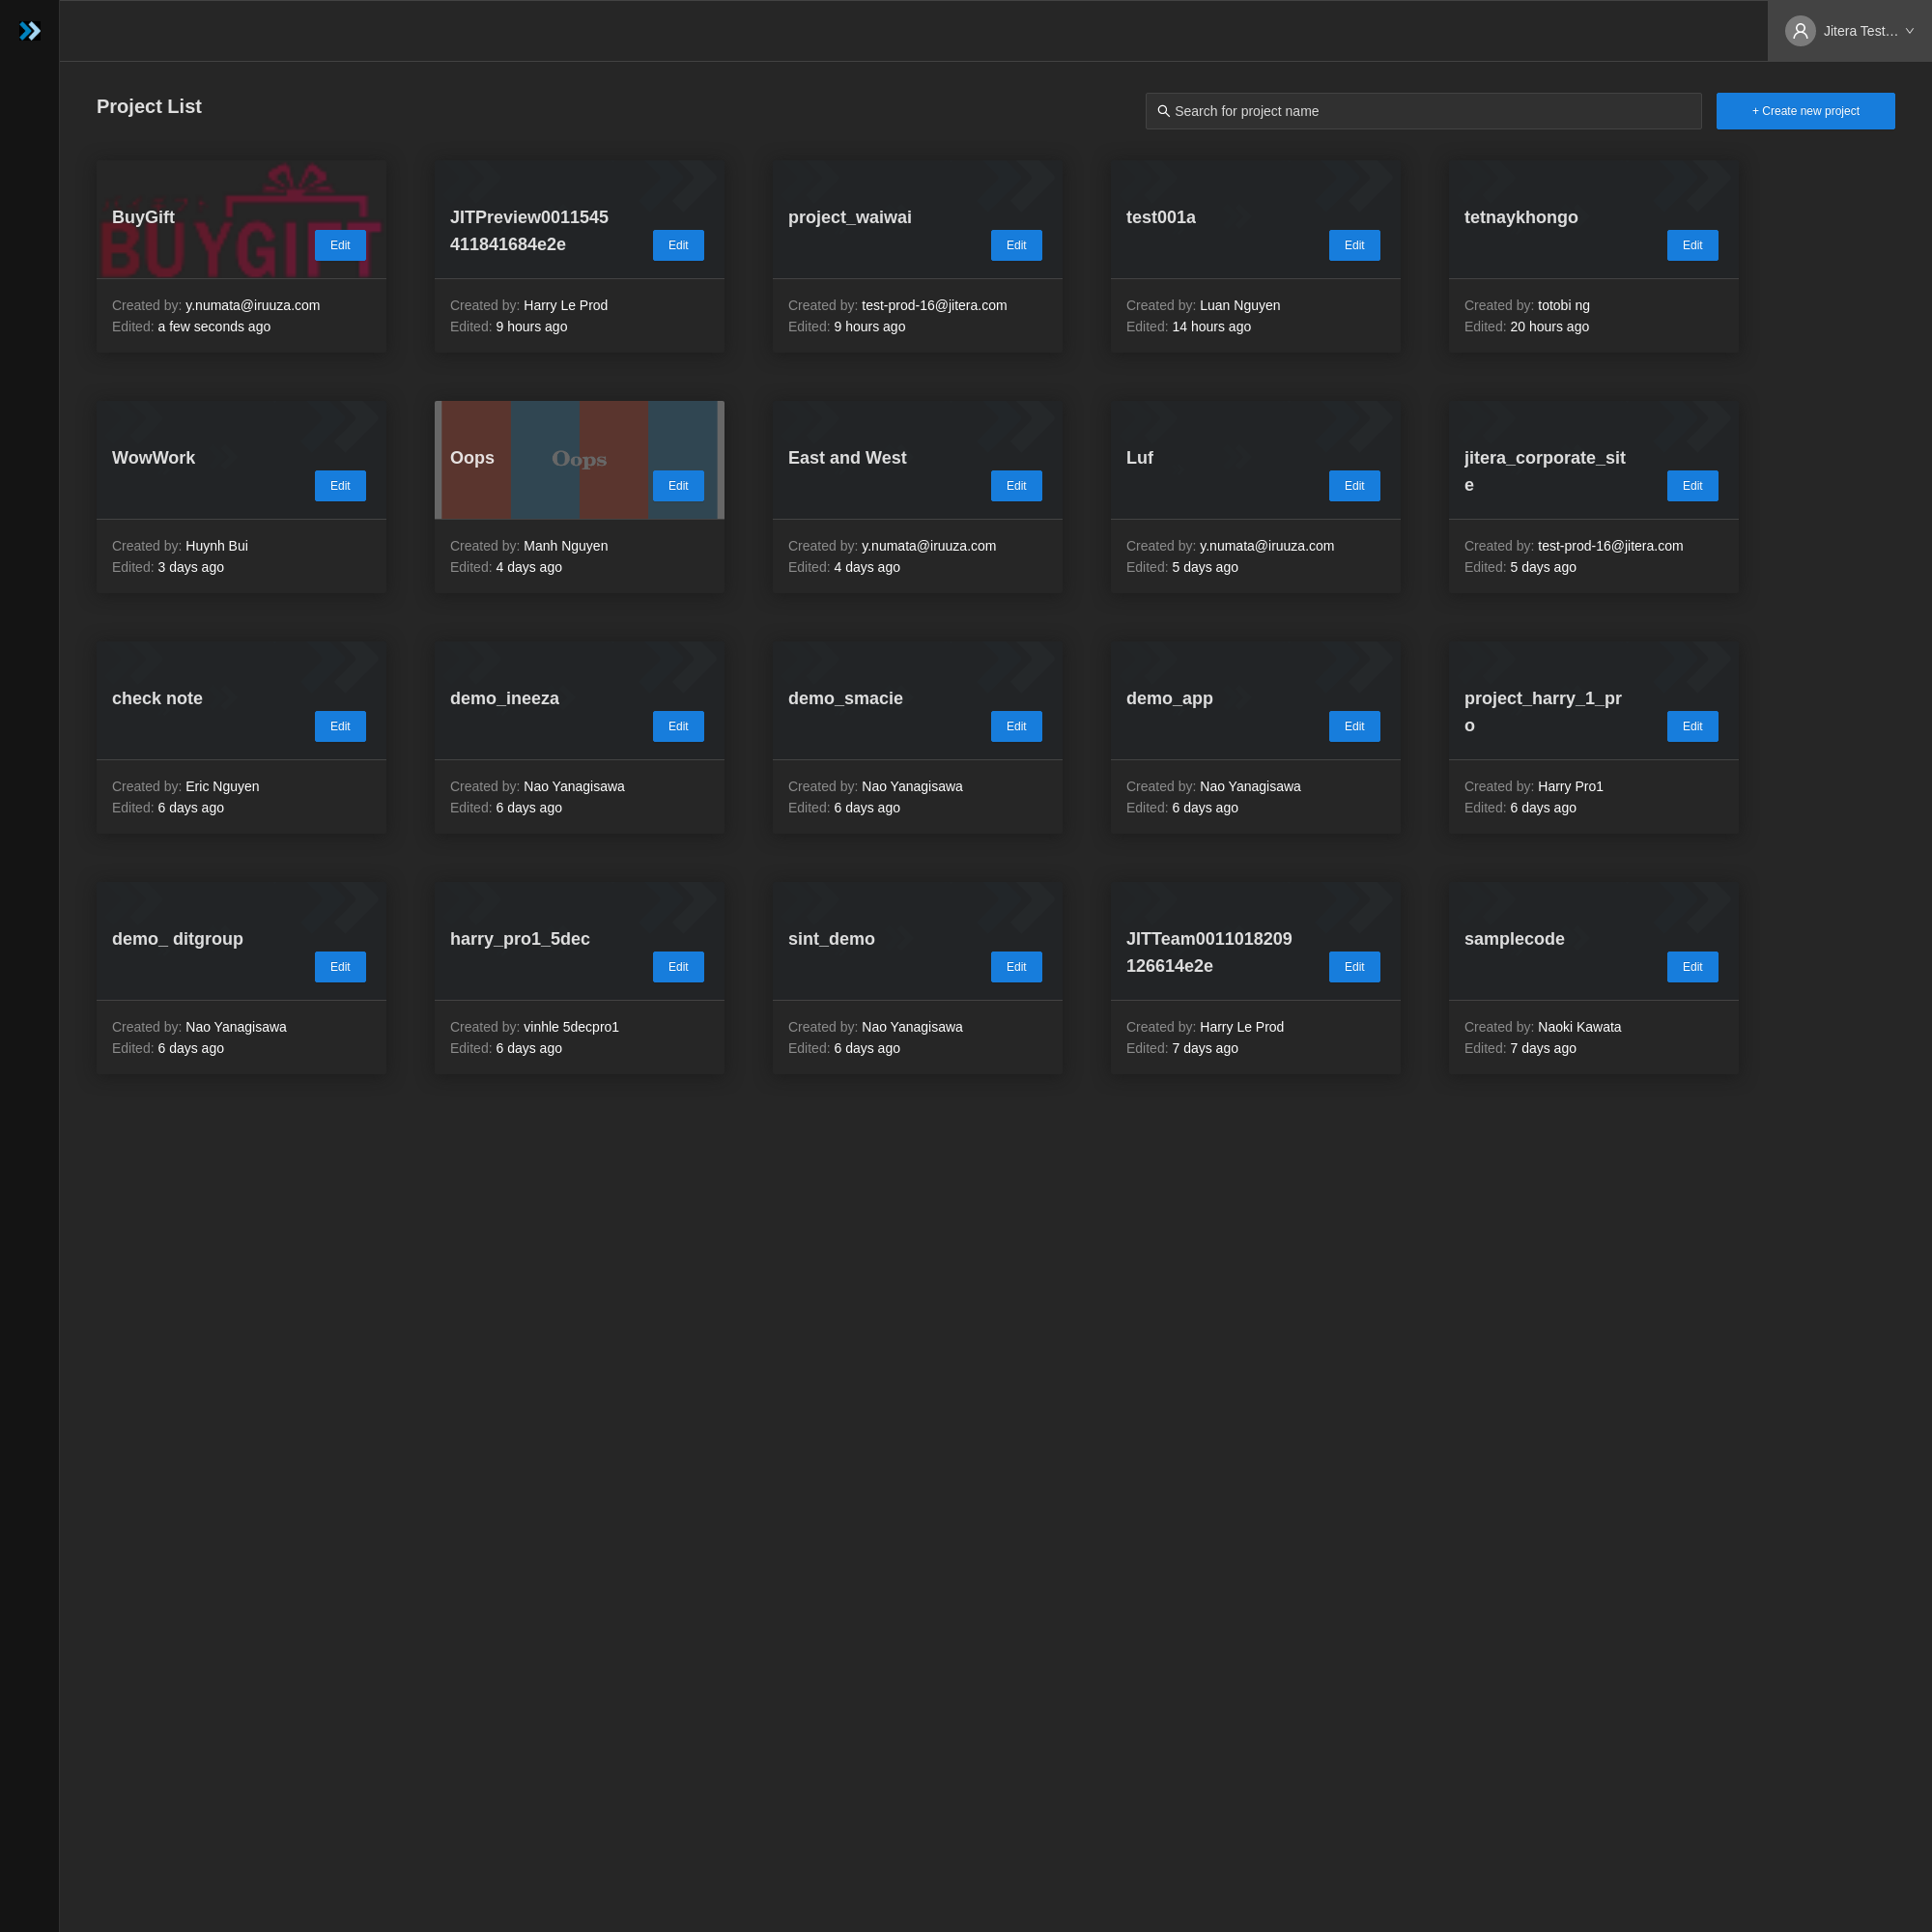 Jitera Test…
Project List
Search for project name
+ Create new project
BUYGIFT
BuyGift
Edit
Created by: y.numata@iruuza.com
Edited: a few seconds ago
JITPreview0011545
411841684e2e
Edit
Created by: Harry Le Prod
Edited: 9 hours ago
project_waiwai
Edit
Created by: test-prod-16@jitera.com
Edited: 9 hours ago
test001a
Edit
Created by: Luan Nguyen
Edited: 14 hours ago
tetnaykhongo
Edit
Created by: totobi ng
Edited: 20 hours ago
WowWork
Edit
Created by: Huynh Bui
Edited: 3 days ago
Oops
Oops
Edit
Created by: Manh Nguyen
Edited: 4 days ago
East and West
Edit
Created by: y.numata@iruuza.com
Edited: 4 days ago
Luf
Edit
Created by: y.numata@iruuza.com
Edited: 5 days ago
jitera_corporate_sit
e
Edit
Created by: test-prod-16@jitera.com
Edited: 5 days ago
check note
Edit
Created by: Eric Nguyen
Edited: 6 days ago
demo_ineeza
Edit
Created by: Nao Yanagisawa
Edited: 6 days ago
demo_smacie
Edit
Created by: Nao Yanagisawa
Edited: 6 days ago
demo_app
Edit
Created by: Nao Yanagisawa
Edited: 6 days ago
project_harry_1_pr
o
Edit
Created by: Harry Pro1
Edited: 6 days ago
demo_ ditgroup
Edit
Created by: Nao Yanagisawa
Edited: 6 days ago
harry_pro1_5dec
Edit
Created by: vinhle 5decpro1
Edited: 6 days ago
sint_demo
Edit
Created by: Nao Yanagisawa
Edited: 6 days ago
JITTeam0011018209
126614e2e
Edit
Created by: Harry Le Prod
Edited: 7 days ago
samplecode
Edit
Created by: Naoki Kawata
Edited: 7 days ago